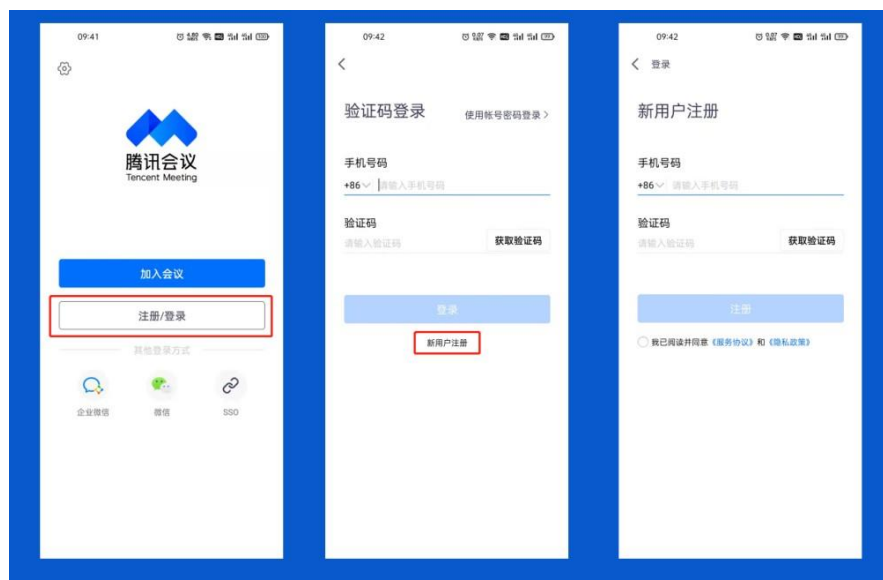 09:41
腾讯会议
Tencent Meeting
加入会议
注册/登录
其他登录方式
企业微信
微信
SSO
09:42
验证码登录
使用帐号密码登录 >
手机号码
+86 请输入手机号码
验证码
请输入验证码
获取验证码
登录
新用户注册
09:42
登录
新用户注册
手机号码
+86 请输入手机号码
验证码
请输入验证码
获取验证码
注册
我已阅读并同意《服务协议》和《隐私政策》